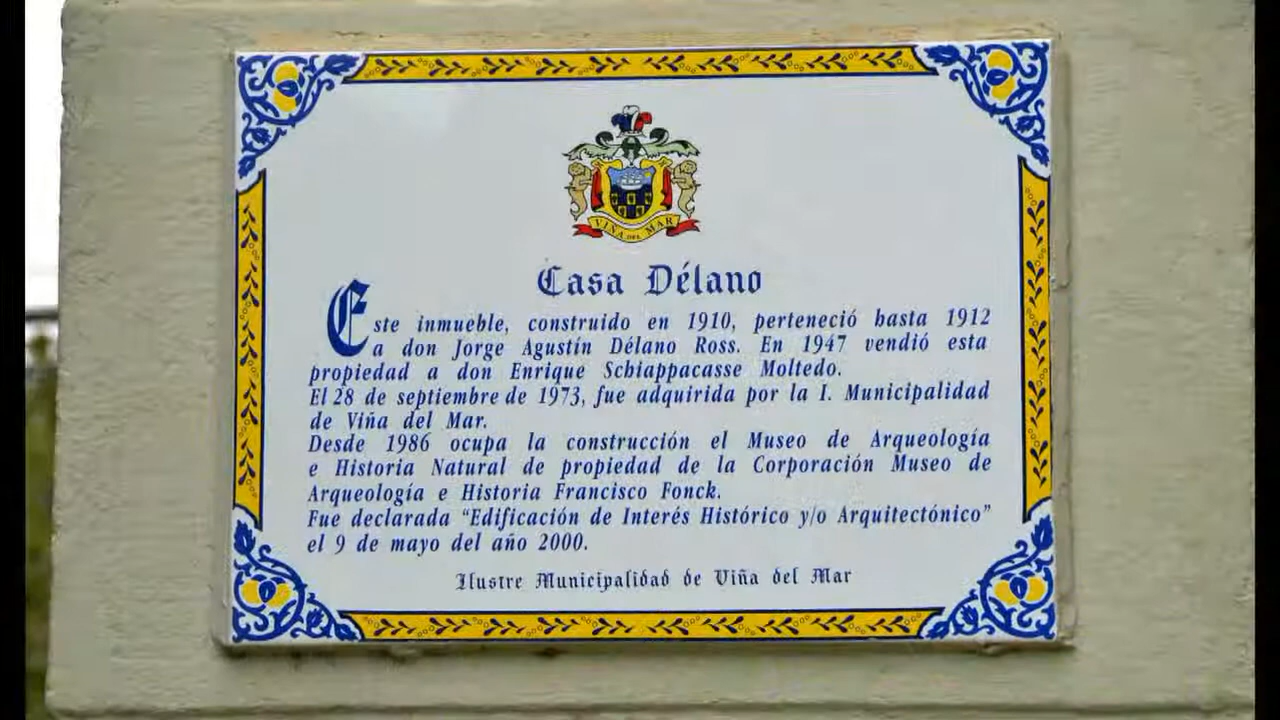 VIÑA DEL MAR
Casa Délano
Este inmueble, construido en 1910, perteneció hasta 1912
a don Jorge Agustín Délano Ross. En 1947 vendió esta
propiedad a don Enrique Schiappacasse Moltedo.
El 28 de septiembre de 1973, fue adquirida por la I. Municipalidad
de Viña del Mar.
Desde 1986 ocupa la construcción el Museo de Arqueología
e Historia Natural de propiedad de la Corporación Museo de
Arqueología e Historia Francisco Fonck.
Fue declarada “Edificación de Interés Histórico y/o Arquitectónico”
el 9 de mayo del año 2000.
Ilustre Municipalidad de Viña del Mar